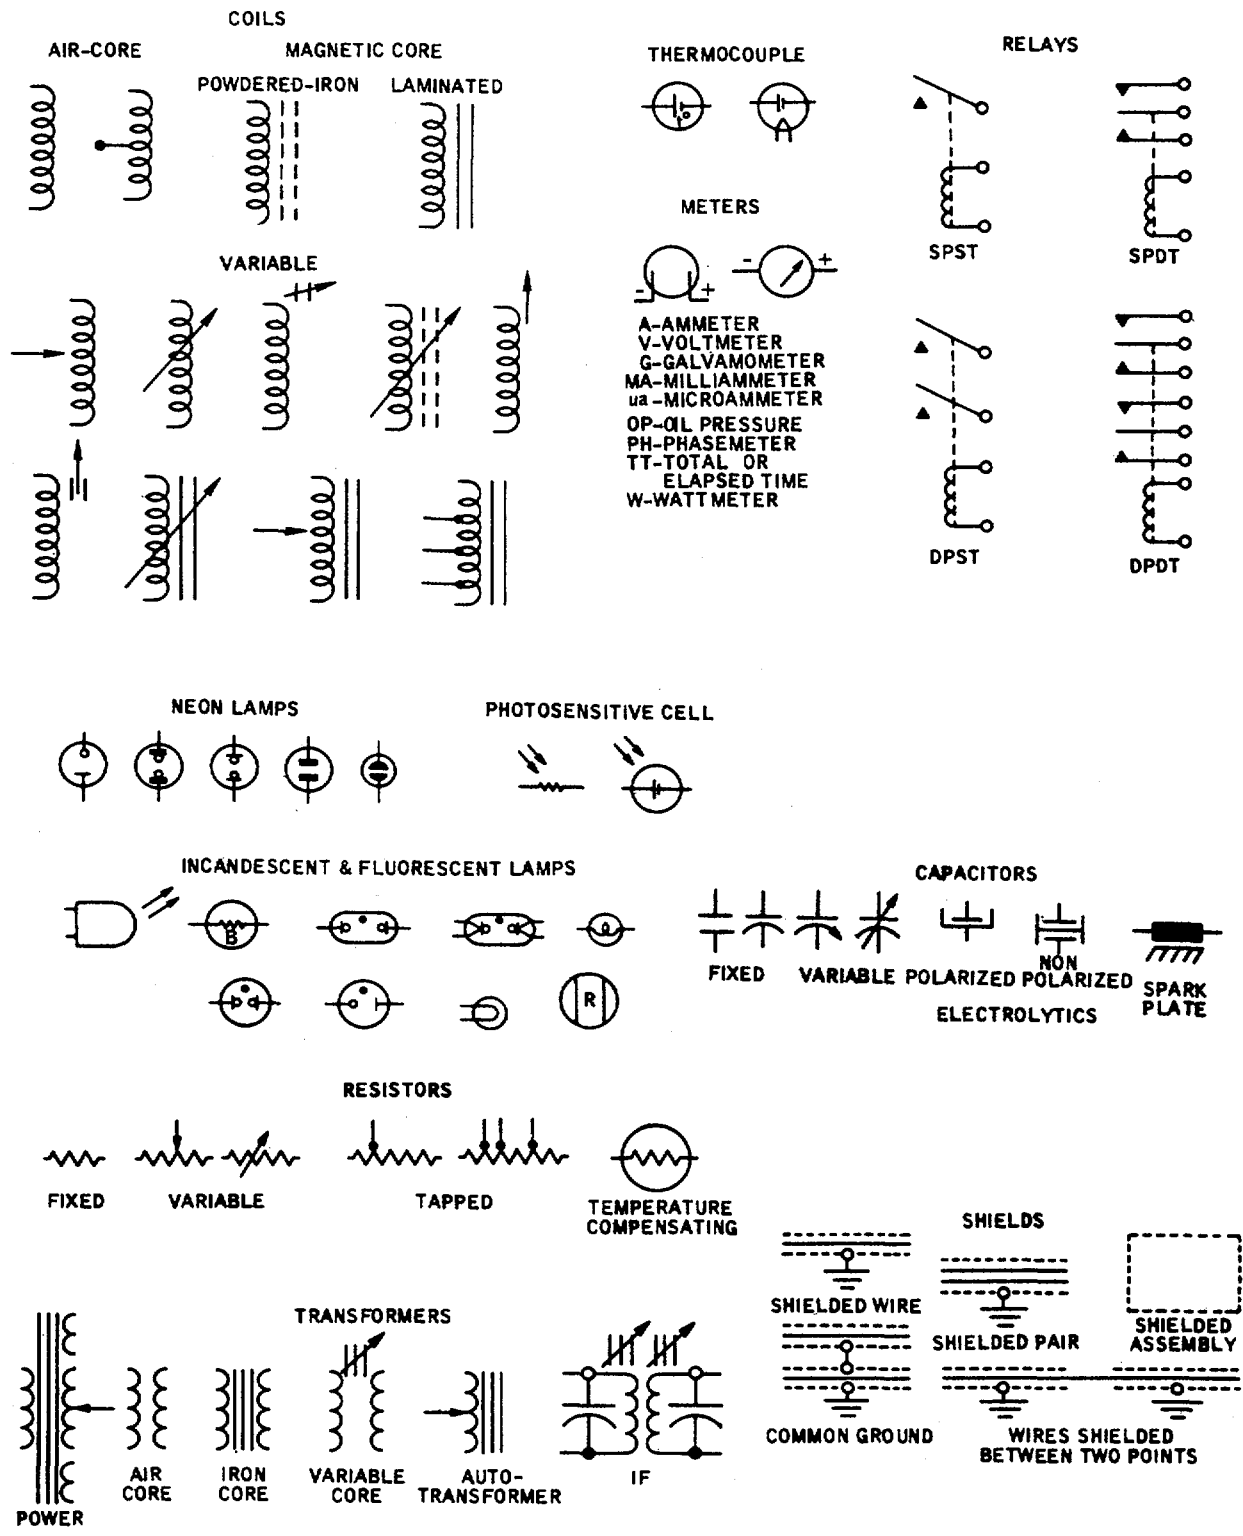 COILS
AIR-CORE
MAGNETIC CORE
POWDERED-IRON
LAMINATED
VARIABLE
THERMOCOUPLE
METERS
-
+
-
+
A-AMMETER
V-VOLTMETER
G-GALVAMOMETER
MA-MILLIAMMETER
ua-MICROAMMETER
OP-OIL PRESSURE
PH-PHASEMETER
TT-TOTAL OR
ELAPSED TIME
W-WATTMETER
RELAYS
SPST
SPDT
DPST
DPDT
NEON LAMPS
PHOTOSENSITIVE CELL
INCANDESCENT & FLUORESCENT LAMPS
B
R
CAPACITORS
FIXED
VARIABLE
POLARIZED
NON
POLARIZED
ELECTROLYTICS
SPARK
PLATE
RESISTORS
FIXED
VARIABLE
TAPPED
TEMPERATURE
COMPENSATING
SHIELDS
SHIELDED WIRE
SHIELDED PAIR
SHIELDED
ASSEMBLY
COMMON GROUND
WIRES SHIELDED
BETWEEN TWO POINTS
TRANSFORMERS
POWER
AIR
CORE
IRON
CORE
VARIABLE
CORE
AUTO-
TRANSFORMER
IF